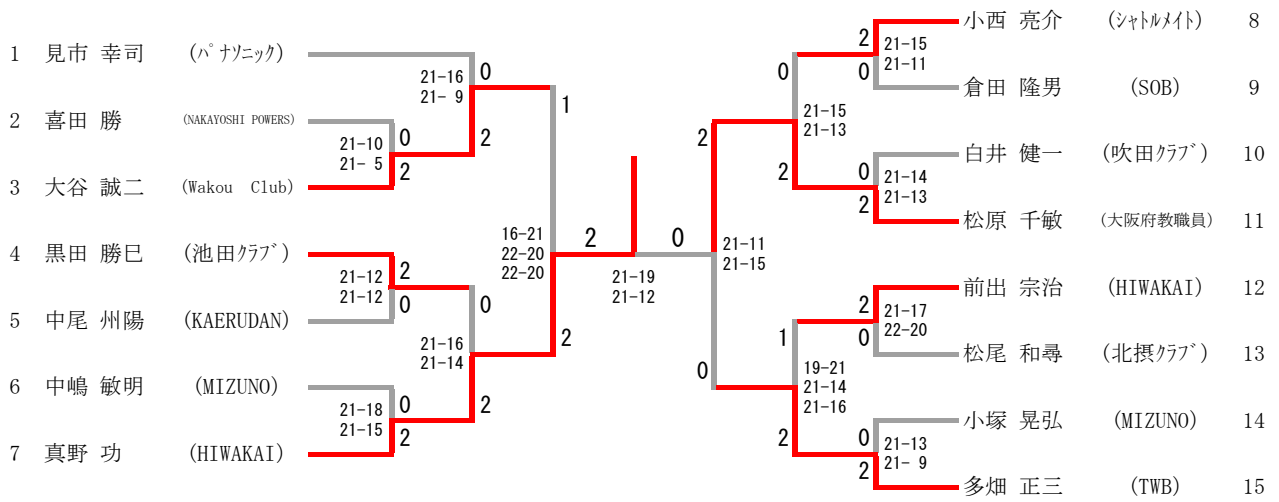 1 見市 幸司 (ﾊﾟﾅｿﾆｯｸ)
2 喜田 勝 (NAKAYOSHI POWERS)
3 大谷 誠二 (Wakou Club)
4 黒田 勝巳 (池田ｸﾗﾌﾞ)
5 中尾 州陽 (KAERUDAN)
6 中嶋 敏明 (MIZUNO)
7 真野 功 (HIWAKAI)
21-10 0
21- 5 2
21-12 2
21-12 0
21-18 0
21-15 2
21-16 0
21- 9 2
21-16 0
21-14 2
1
16-21
22-20
22-20
2
2 0
21-19
21-12
2
21-11
21-15
0
0 21-15
2 21-13
1 19-21
21-14
2 21-16
2 21-15
0 21-11
0 21-14
2 21-13
2 21-17
0 22-20
0 21-13
2 21- 9
小西 亮介 (ｼｬﾄﾙﾒｲﾄ) 8
倉田 隆男 (SOB) 9
白井 健一 (吹田ｸﾗﾌﾞ) 10
松原 千敏 (大阪府教職員) 11
前出 宗治 (HIWAKAI) 12
松尾 和尋 (北摂ｸﾗﾌﾞ) 13
小塚 晃弘 (MIZUNO) 14
多畑 正三 (TWB) 15